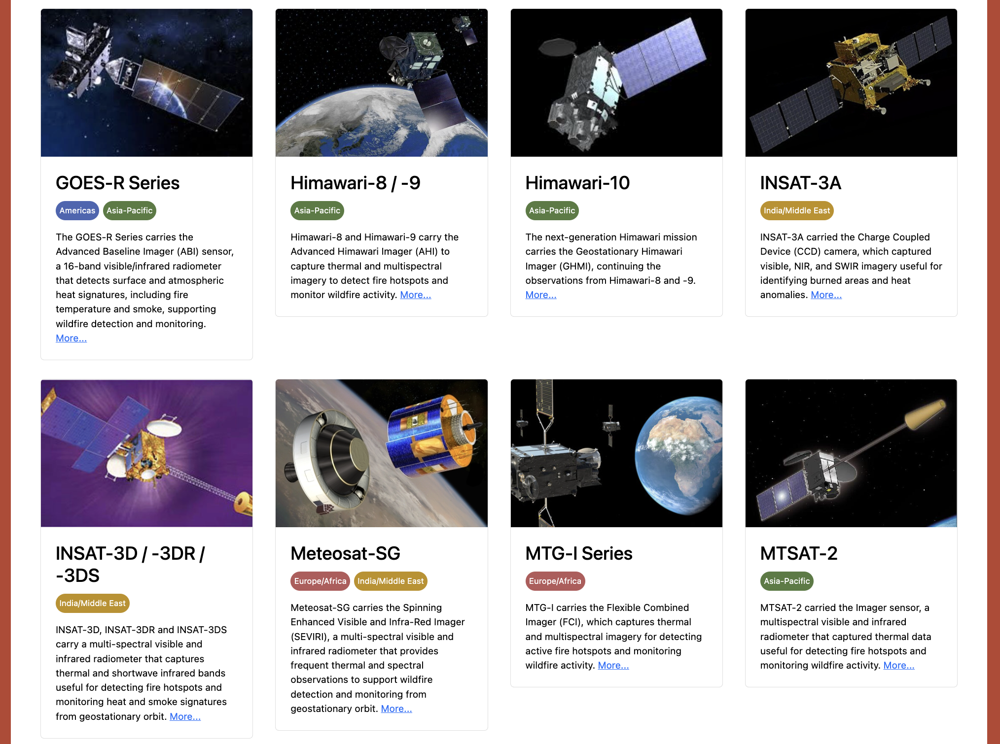 GOES-R Series
Americas
Asia-Pacific
The GOES-R Series carries the
Advanced Baseline Imager (ABI) sensor,
a 16-band visible/infrared radiometer
that detects surface and atmospheric
heat signatures, including fire
temperature and smoke, supporting
wildfire detection and monitoring.
More...
Himawari-8 / -9
Asia-Pacific
Himawari-8 and Himawari-9 carry the
Advanced Himawari Imager (AHI) to
capture thermal and multispectral
imagery to detect fire hotspots and
monitor wildfire activity. More...
Himawari-10
Asia-Pacific
The next-generation Himawari mission
carries the Geostationary Himawari
Imager (GHMI), continuing the
observations from Himawari-8 and -9.
More...
INSAT-3A
India/Middle East
INSAT-3A carried the Charge Coupled
Device (CCD) camera, which captured
visible, NIR, and SWIR imagery useful for
identifying burned areas and heat
anomalies. More...
INSAT-3D / -3DR /
-3DS
India/Middle East
INSAT-3D, INSAT-3DR and INSAT-3DS
carry a multi-spectral visible and
infrared radiometer that captures
thermal and shortwave infrared bands
useful for detecting fire hotspots and
monitoring heat and smoke signatures
from geostationary orbit. More...
Meteosat-SG
Europe/Africa
India/Middle East
Meteosat-SG carries the Spinning
Enhanced Visible and Infra-Red Imager
(SEVIRI), a multi-spectral visible and
infrared radiometer that provides
frequent thermal and spectral
observations to support wildfire
detection and monitoring from
geostationary orbit. More...
MTG-I Series
Europe/Africa
MTG-I carries the Flexible Combined
Imager (FCI), which captures thermal
and multispectral imagery for detecting
active fire hotspots and monitoring
wildfire activity. More...
MTSAT-2
Asia-Pacific
MTSAT-2 carried the Imager sensor, a
multispectral visible and infrared
radiometer that captured thermal data
useful for detecting fire hotspots and
monitoring wildfire activity. More...